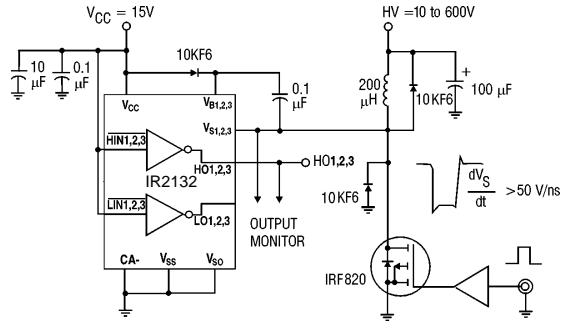 V_CC = 15V
HV =10 to 600V
10KF6
10 μF
0.1 μF
0.1 μF
200 μH
10KF6
100 μF
+
V_CC
V_B1,2,3
V_S1,2,3
HIN1,2,3
HO1,2,3
HO1,2,3
IR2132
LIN1,2,3
LO1,2,3
OUTPUT
MONITOR
10KF6
dV_S
dt
>50 V/ns
CA-
V_SS
V_SO
IRF820